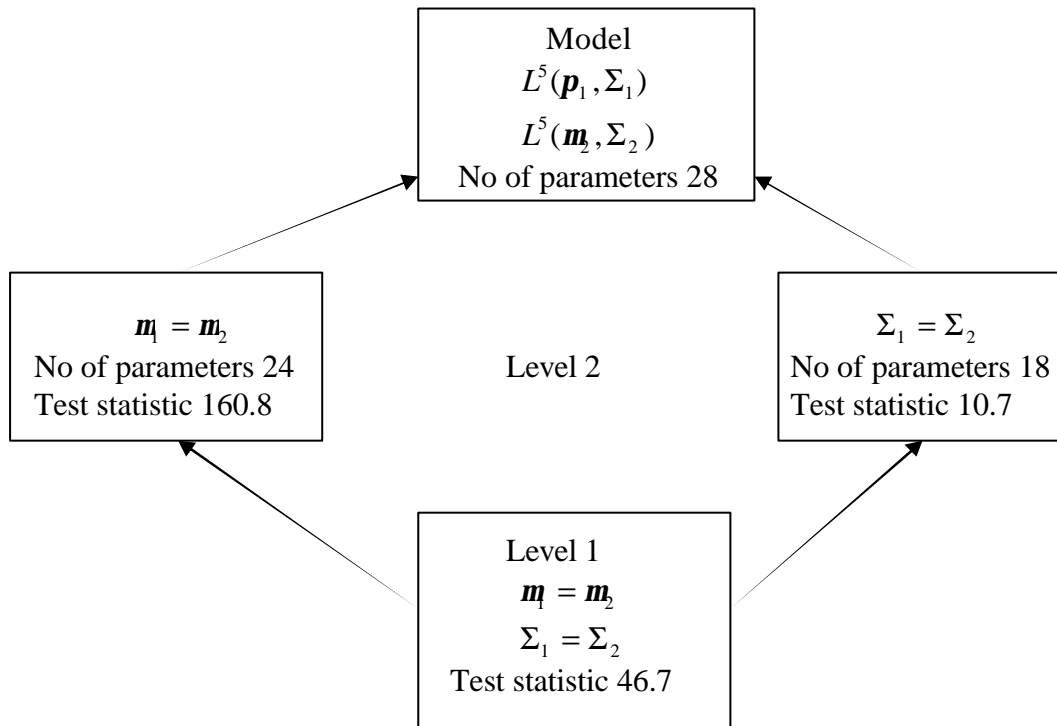 Model
L⁵(p₁, Σ₁)
L⁵(m₂, Σ₂)
No of parameters 28
m₁ = m₂
No of parameters 24
Test statistic 160.8
Level 2
Σ₁ = Σ₂
No of parameters 18
Test statistic 10.7
Level 1
m₁ = m₂
Σ₁ = Σ₂
Test statistic 46.7